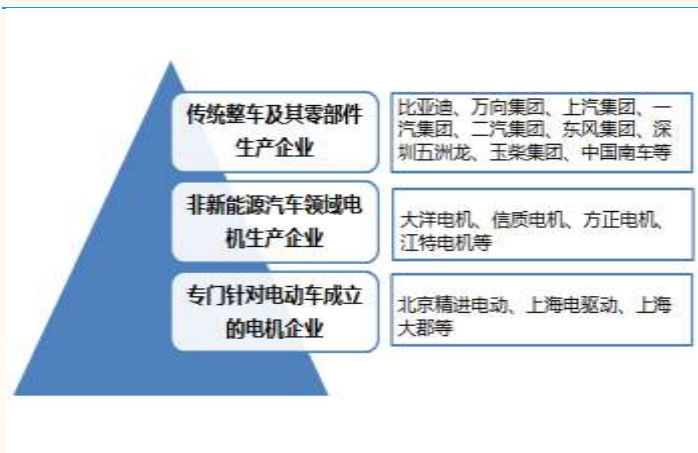 传统整车及其零部件
生产企业
比亚迪、万向集团、上汽集团、一
汽集团、二汽集团、东风集团、深
圳五洲龙、玉柴集团、中国南车等
非新能源汽车领域电
机生产企业
大洋电机、信质电机、方正电机、
江特电机等
专门针对电动车成立
的电机企业
北京精进电动、上海电驱动、上海
大郡等